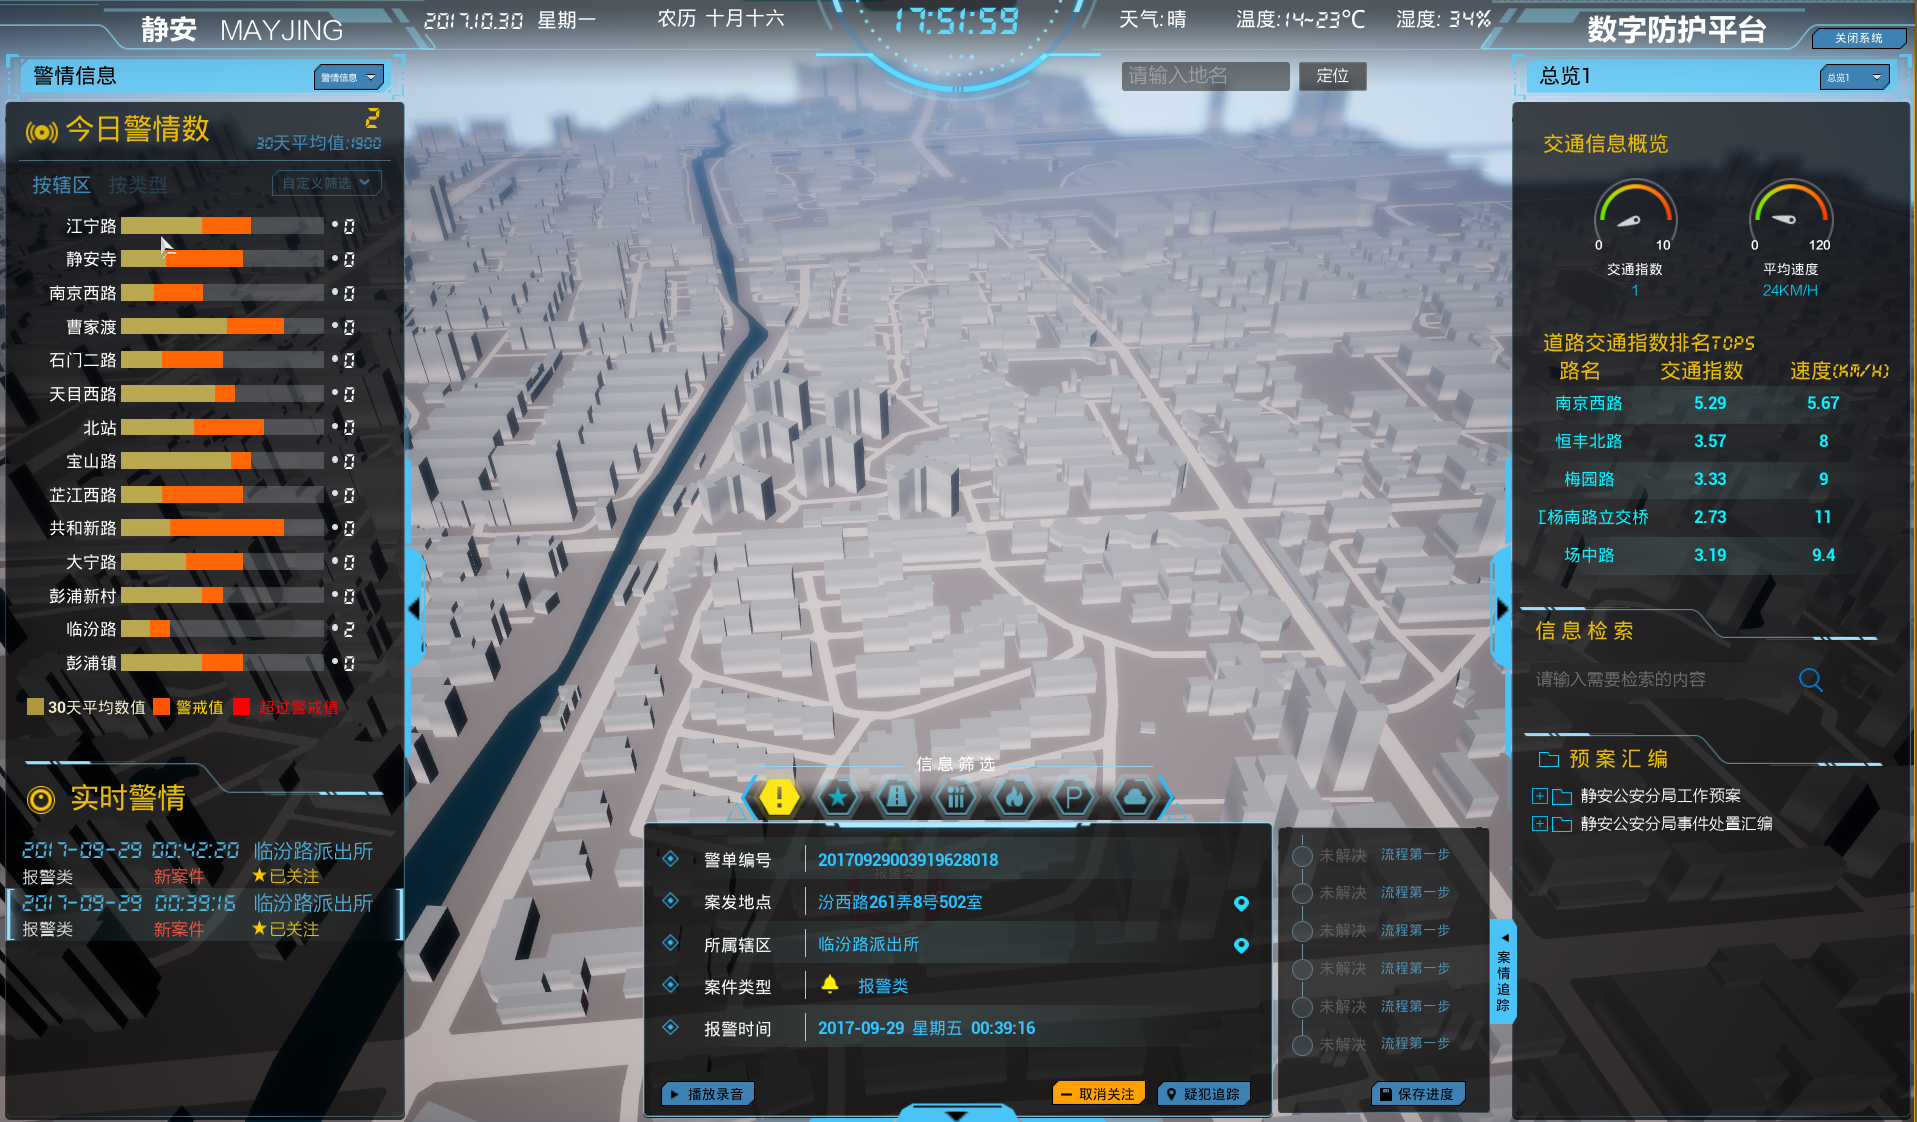 静安 MAYJING
2017.10.30 星期一
农历 十月十六
17:51:59
天气:晴
温度:14~23℃
湿度: 34%
数字防护平台
关闭系统
警情信息
警情信息
请输入地名
定位
总览1
总览1
今日警情数
2
30天平均值:1900
按辖区 按类型
自定义筛选
江宁路 0
静安寺 0
南京西路 0
曹家渡 0
石门二路 0
天目西路 0
北站 0
宝山路 0
芷江西路 0
共和新路 0
大宁路 0
彭浦新村 0
临汾路 2
彭浦镇 0
30天平均数值 警戒值 超过警戒值
实时警情
2017-09-29 00:42:20 临汾路派出所
报警类 新案件 ★已关注
2017-09-29 00:39:16 临汾路派出所
报警类 新案件 ★已关注
信息筛选
P
警单编号 20170929003919628018
案发地点 汾西路261弄8号502室
所属辖区 临汾路派出所
案件类型 报警类
报警时间 2017-09-29 星期五 00:39:16
播放录音
取消关注
疑犯追踪
未解决 流程第一步
未解决 流程第一步
未解决 流程第一步
未解决 流程第一步
未解决 流程第一步
未解决 流程第一步
保存进度
案情追踪
交通信息概览
0 10
交通指数
1
0 120
平均速度
24KM/H
道路交通指数排名TOP5
路名 交通指数 速度(KM/H)
南京西路 5.29 5.67
恒丰北路 3.57 8
梅园路 3.33 9
江杨南路立交桥 2.73 11
场中路 3.19 9.4
信息检索
请输入需要检索的内容
预案汇编
静安公安分局工作预案
静安公安分局事件处置汇编